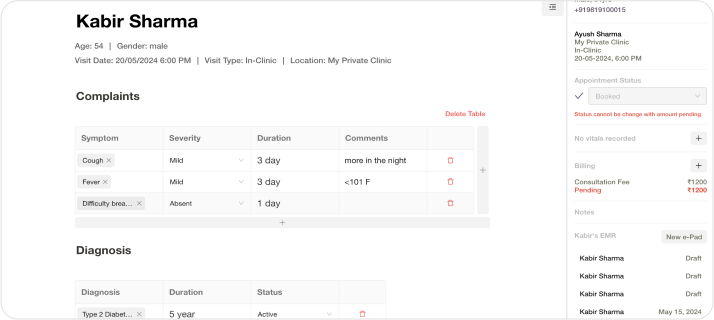 Kabir Sharma
Age: 54 | Gender: male
Visit Date: 20/05/2024 6:00 PM | Visit Type: In-Clinic | Location: My Private Clinic
Complaints
Delete Table
Symptom Severity Duration Comments
Cough Mild 3 day more in the night
Fever Mild 3 day <101 F
Difficulty brea... Absent 1 day
Diagnosis
Diagnosis Duration Status
Type 2 Diabet... 5 year Active
+919819100015
Ayush Sharma
My Private Clinic
In-Clinic
20-05-2024, 6:00 PM
Appointment Status
Booked
Status cannot be change with amount pending.
No vitals recorded +
Billing +
Consultation Fee ₹1200
Pending ₹1200
Notes
Kabir's EMR New e-Pad
Kabir Sharma Draft
Kabir Sharma Draft
Kabir Sharma Draft
Kabir Sharma May 15, 2024